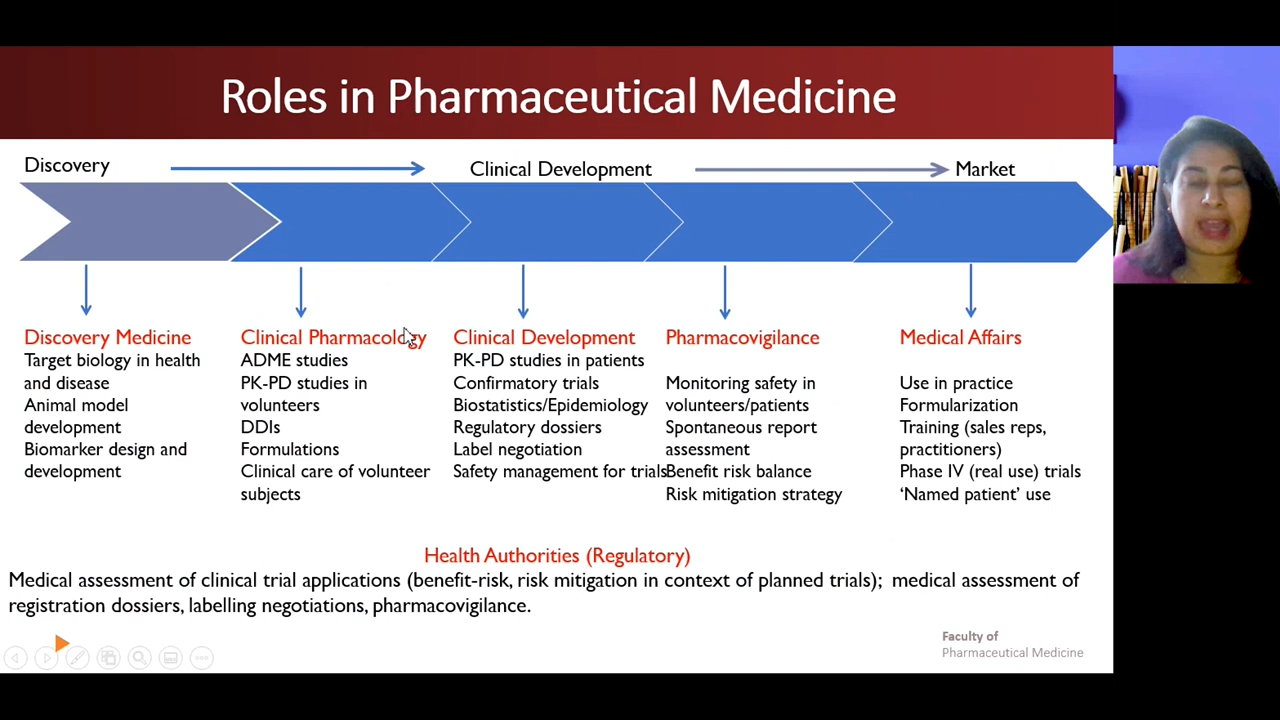 Roles in Pharmaceutical Medicine
Discovery
Clinical Development
Market
Discovery Medicine
Target biology in health
and disease
Animal model
development
Biomarker design and
development
Clinical Pharmacology
ADME studies
PK-PD studies in
volunteers
DDIs
Formulations
Clinical care of volunteer
subjects
Clinical Development
PK-PD studies in patients
Confirmatory trials
Biostatistics/Epidemiology
Regulatory dossiers
Label negotiation
Safety management for trials
Pharmacovigilance
Monitoring safety in
volunteers/patients
Spontaneous report
assessment
Benefit risk balance
Risk mitigation strategy
Medical Affairs
Use in practice
Formularization
Training (sales reps,
practitioners)
Phase IV (real use) trials
‘Named patient’ use
Health Authorities (Regulatory)
Medical assessment of clinical trial applications (benefit-risk, risk mitigation in context of planned trials); medical assessment of
registration dossiers, labelling negotiations, pharmacovigilance.
Faculty of
Pharmaceutical Medicine